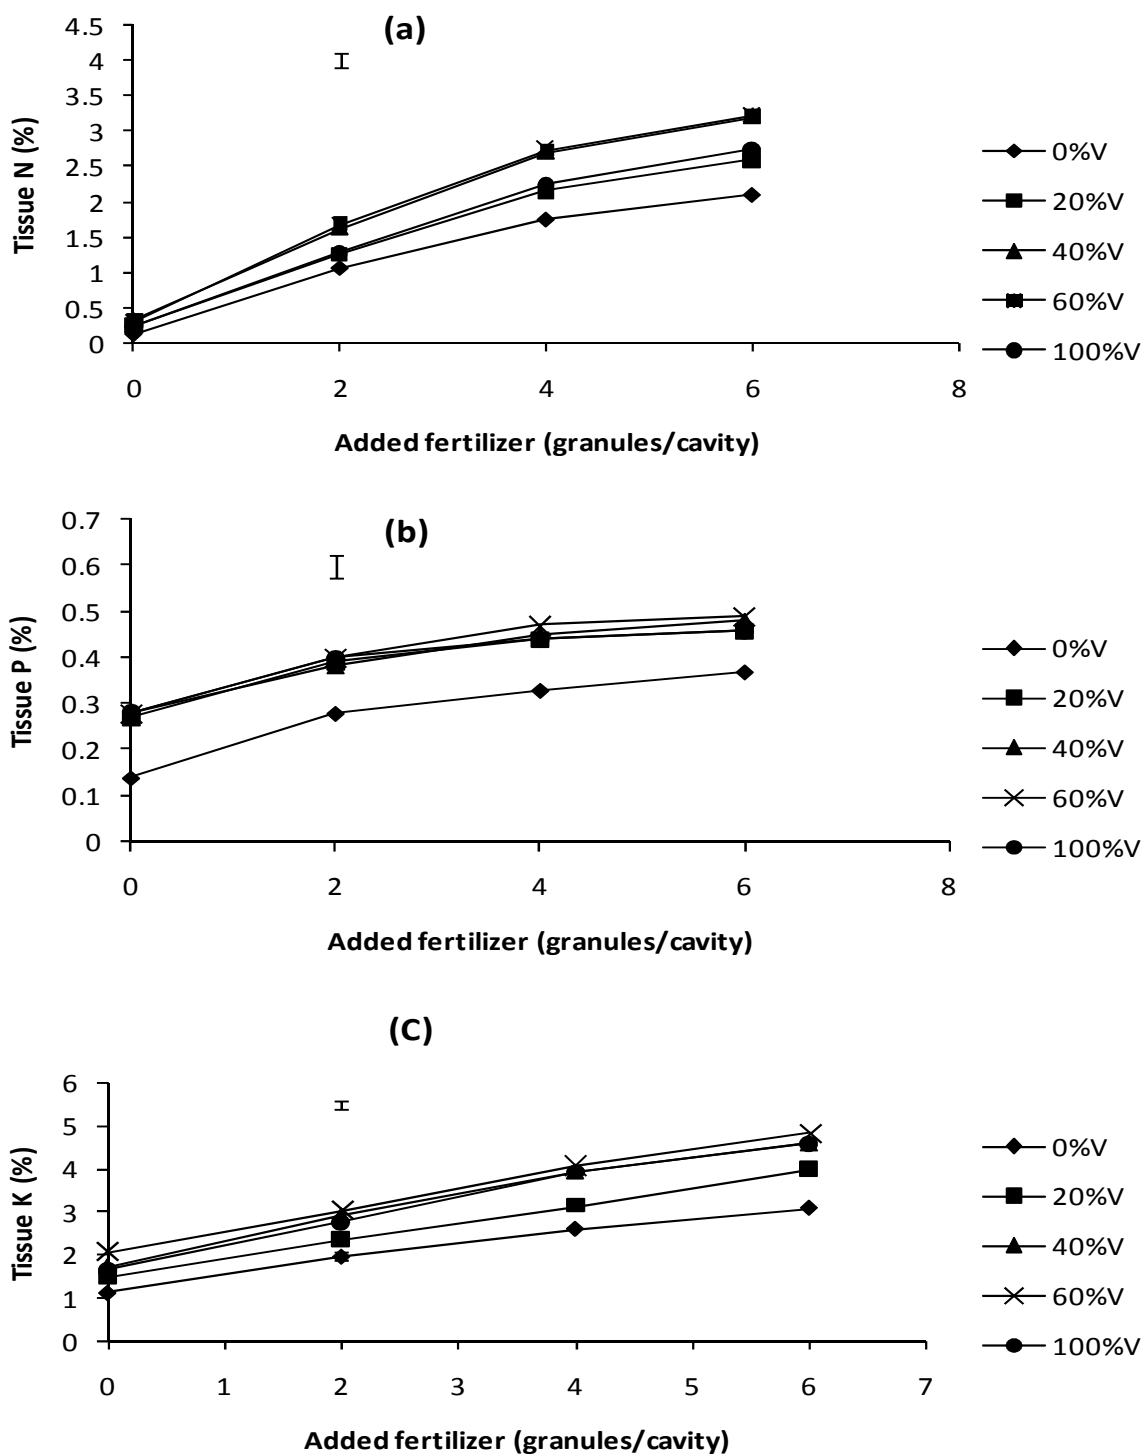 (a)
4.5
4
3.5
3
2.5
2
1.5
1
0.5
0
Tissue N (%)
0 2 4 6 8
Added fertilizer (granules/cavity)
0%V
20%V
40%V
60%V
100%V
(b)
0.7
0.6
0.5
0.4
0.3
0.2
0.1
0
Tissue P (%)
0 2 4 6 8
Added fertilizer (granules/cavity)
0%V
20%V
40%V
60%V
100%V
(C)
6
5
4
3
2
1
0
Tissue K (%)
0 1 2 3 4 5 6 7
Added fertilizer (granules/cavity)
0%V
20%V
40%V
60%V
100%V